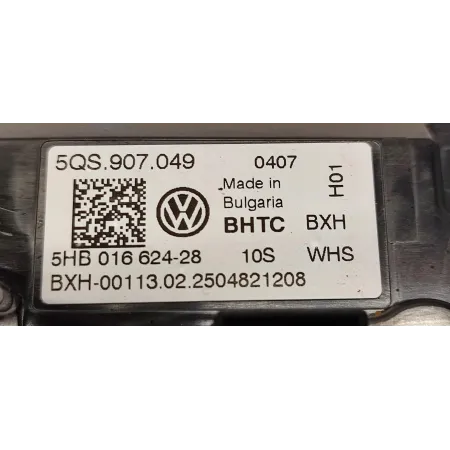 5QS.907.049 0407 H01
Made in
Bulgaria
VW
BHTC BXH
5HB 016 624-28 10S WHS
BXH-00113.02.2504821208